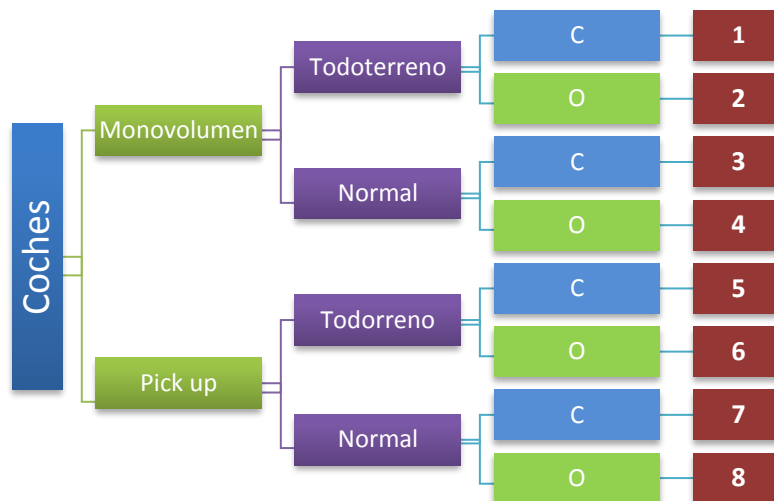 Coches
Monovolumen
Todoterreno
C
1
O
2
Normal
C
3
O
4
Pick up
Todorreno
C
5
O
6
Normal
C
7
O
8